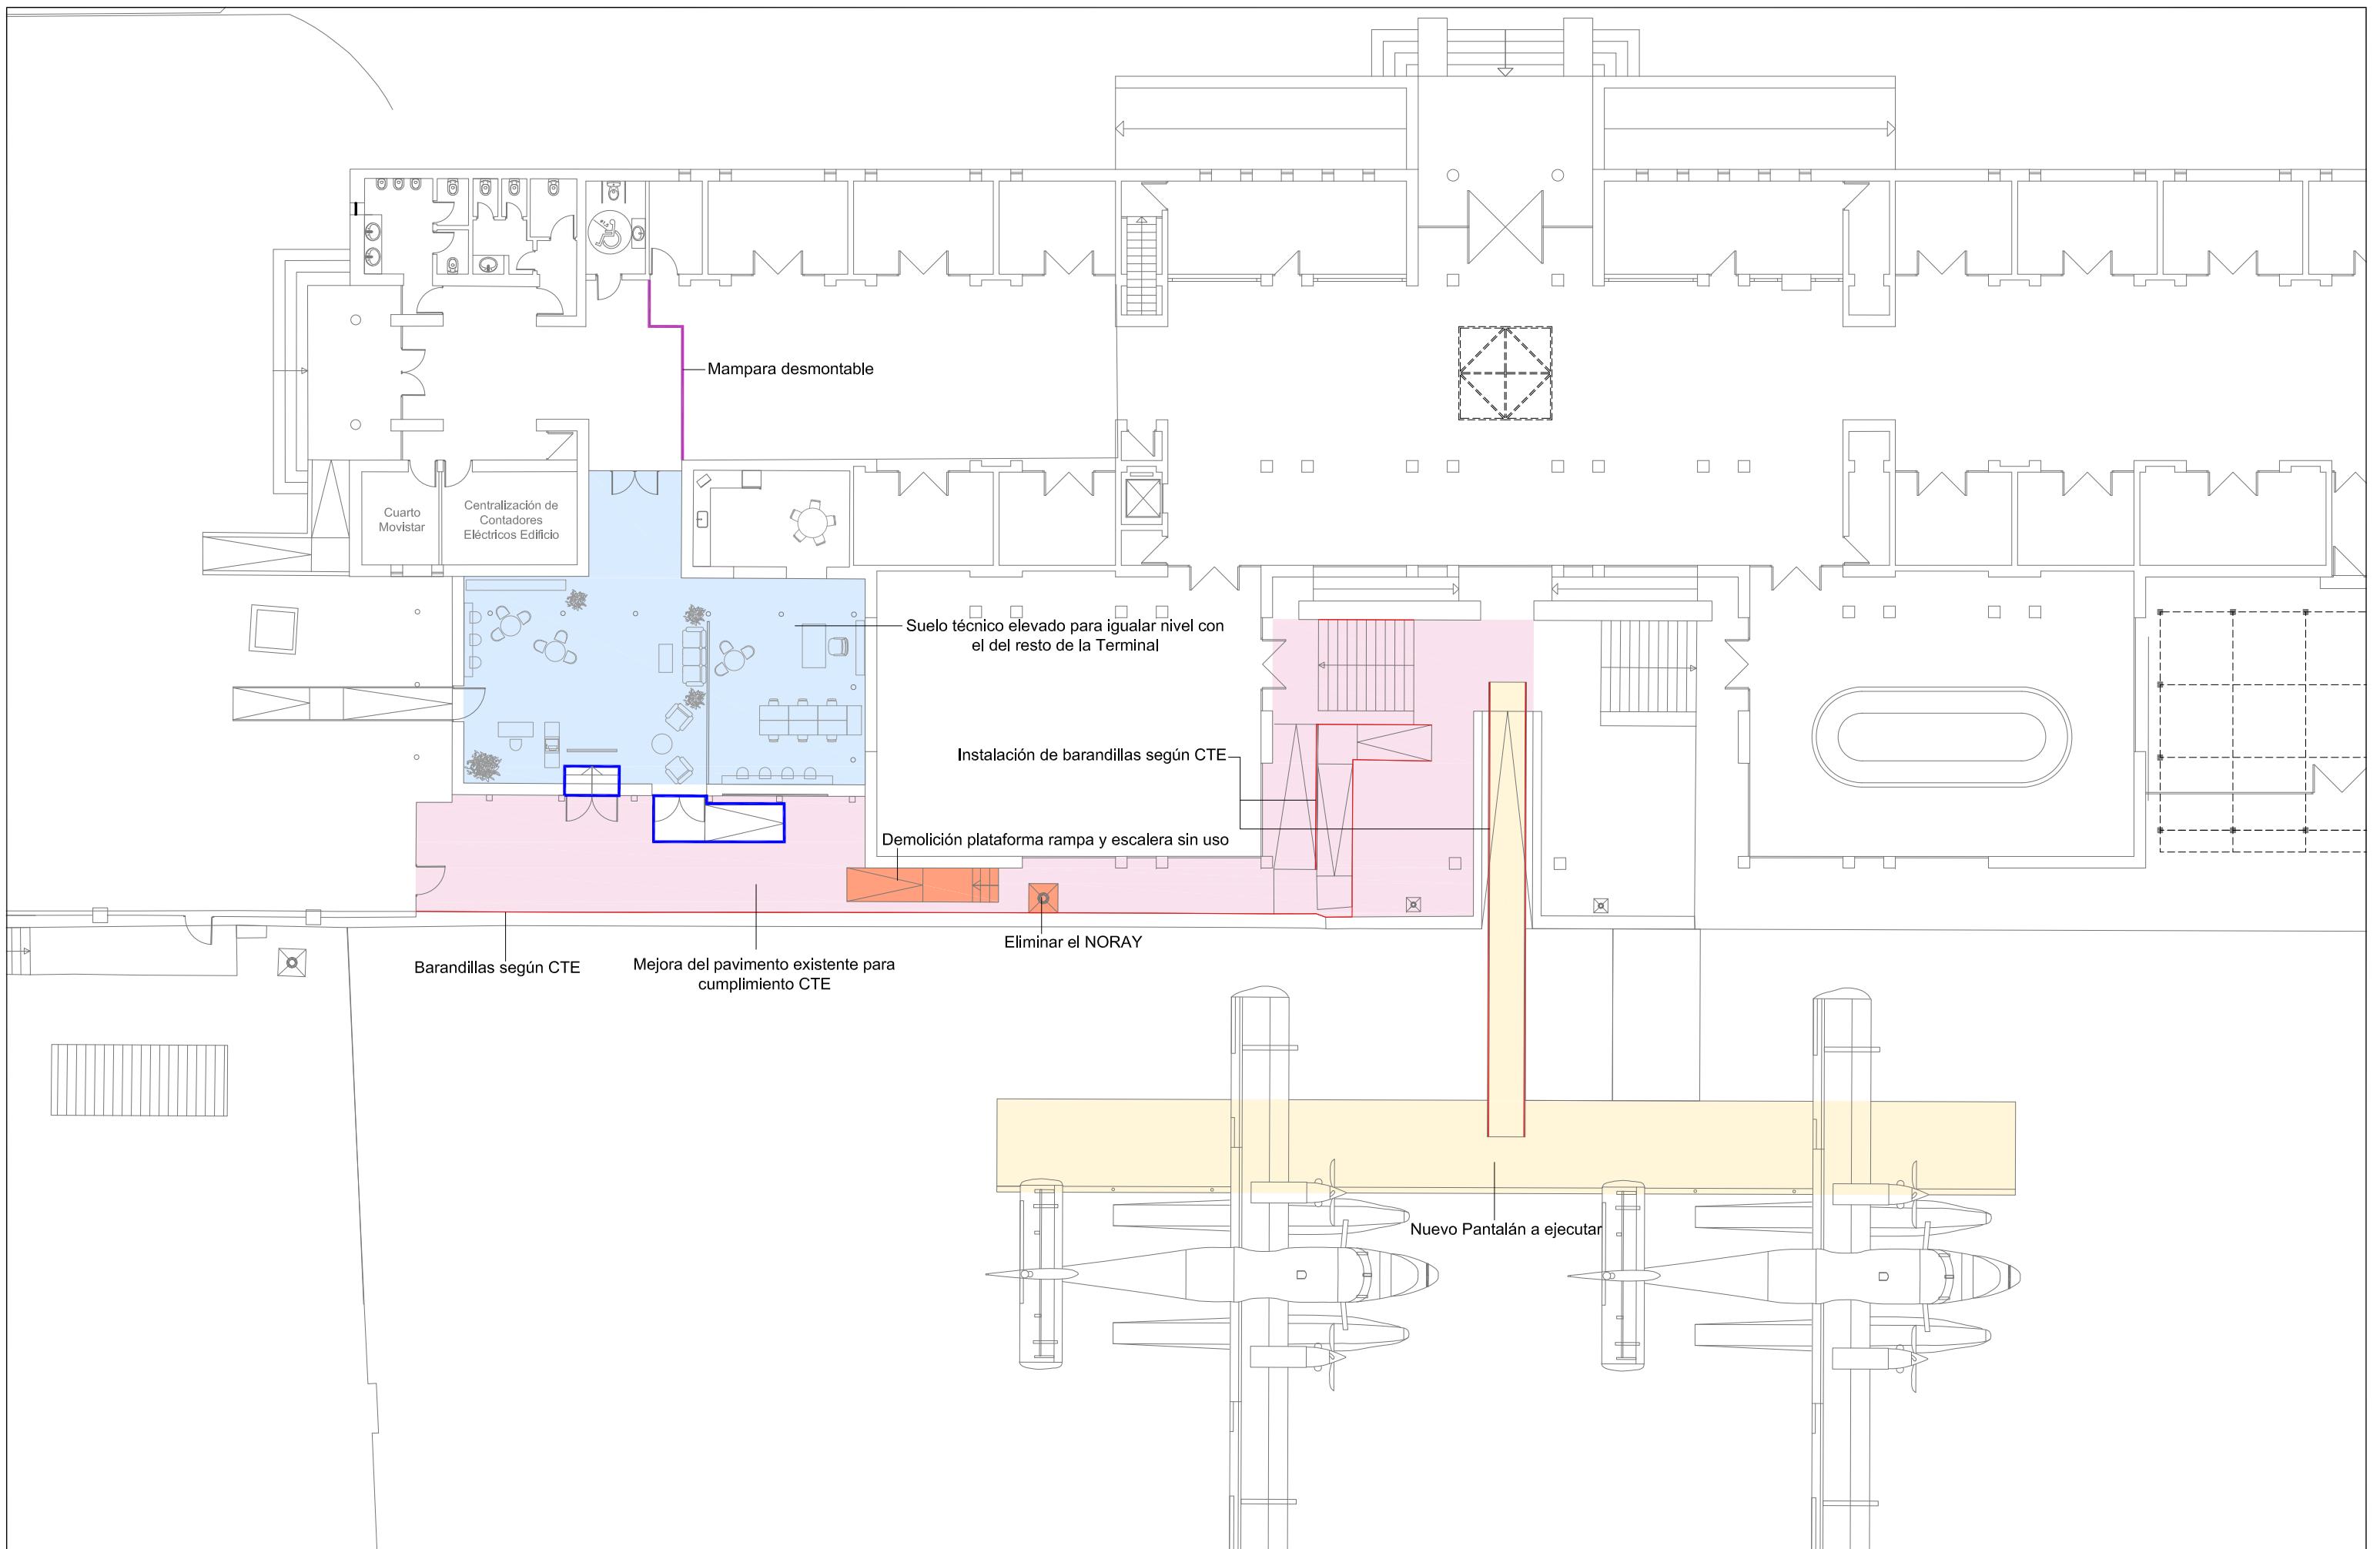 Mampara desmontable
Cuarto
Movistar
Centralización de
Contadores
Eléctricos Edificio
Suelo técnico elevado para igualar nivel con
el del resto de la Terminal
Instalación de barandillas según CTE
Demolición plataforma rampa y escalera sin uso
Eliminar el NORAY
Barandillas según CTE
Mejora del pavimento existente para
cumplimiento CTE
Nuevo Pantalán a ejecutar